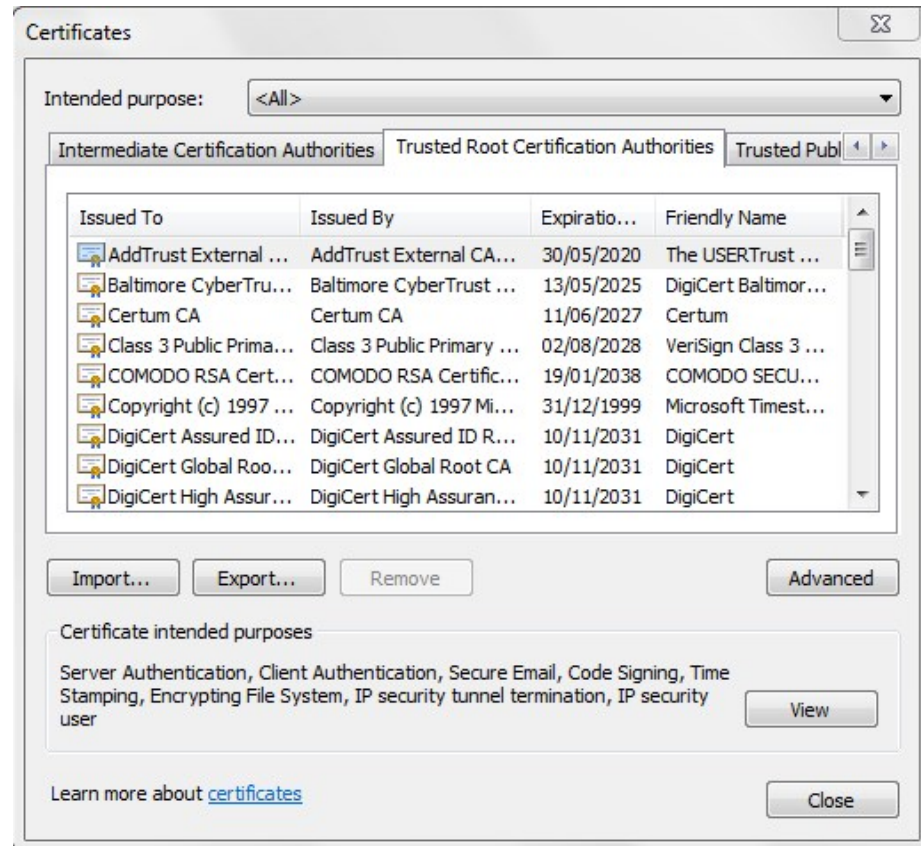 Certificates
Intended purpose: <All>
Intermediate Certification Authorities Trusted Root Certification Authorities Trusted Publ
Issued To Issued By Expiratio... Friendly Name
AddTrust External ... AddTrust External CA... 30/05/2020 The USERTrust ...
Baltimore CyberTru... Baltimore CyberTrust ... 13/05/2025 DigiCert Baltimor...
Certum CA Certum CA 11/06/2027 Certum
Class 3 Public Prima... Class 3 Public Primary ... 02/08/2028 VeriSign Class 3 ...
COMODO RSA Cert... COMODO RSA Certific... 19/01/2038 COMODO SECU...
Copyright (c) 1997 ... Copyright (c) 1997 Mi... 31/12/1999 Microsoft Timest...
DigiCert Assured ID... DigiCert Assured ID R... 10/11/2031 DigiCert
DigiCert Global Roo... DigiCert Global Root CA 10/11/2031 DigiCert
DigiCert High Assur... DigiCert High Assuran... 10/11/2031 DigiCert
Import... Export... Remove Advanced
Certificate intended purposes
Server Authentication, Client Authentication, Secure Email, Code Signing, Time
Stamping, Encrypting File System, IP security tunnel termination, IP security
user
View
Learn more about certificates
Close